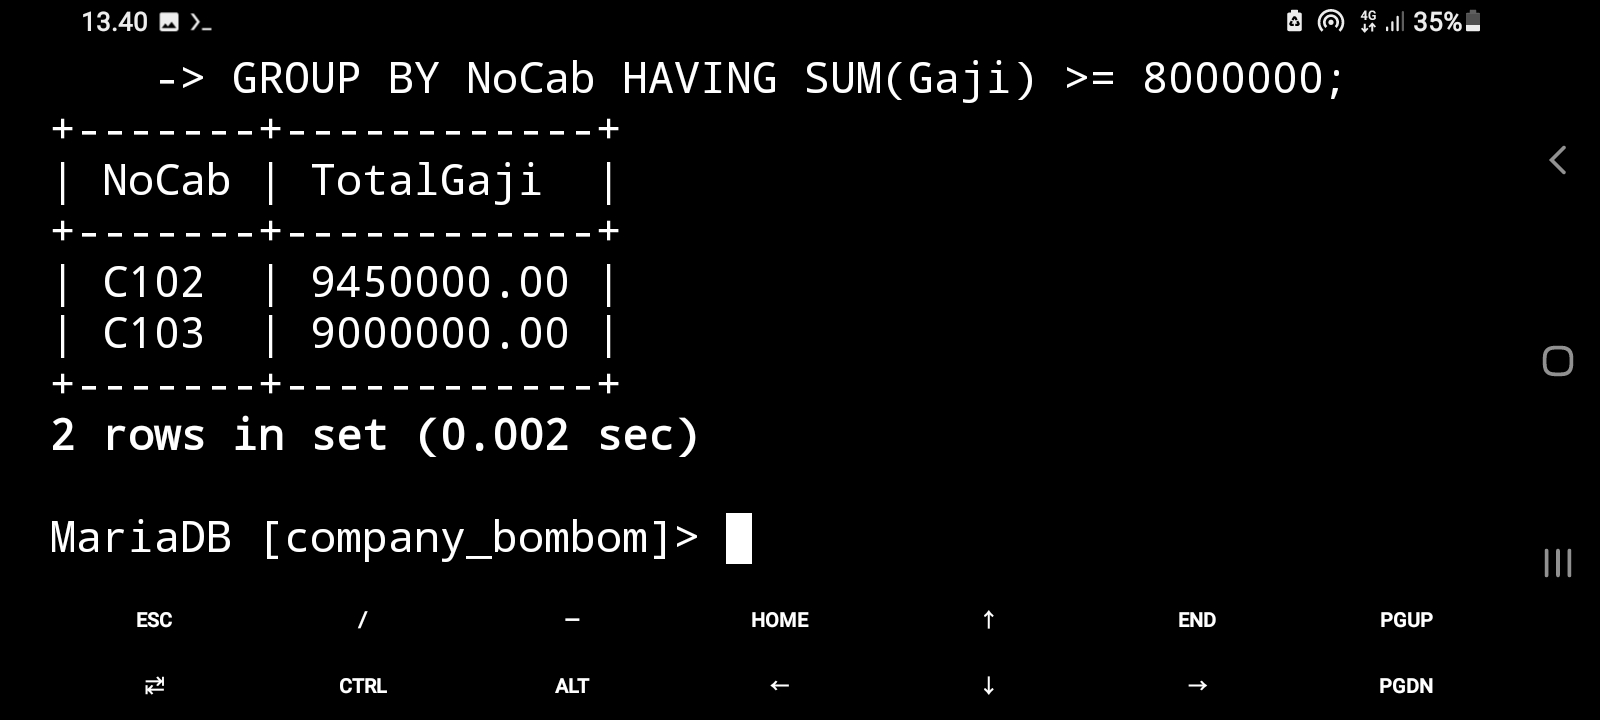 13.40 4G 35%
-> GROUP BY NoCab HAVING SUM(Gaji) >= 8000000;
+-------+------------+
| NoCab | TotalGaji  |
+-------+------------+
| C102  | 9450000.00 |
| C103  | 9000000.00 |
+-------+------------+
2 rows in set (0.002 sec)
MariaDB [company_bombom]>
ESC / — HOME ↑ END PGUP
⇄ CTRL ALT ← ↓ → PGDN